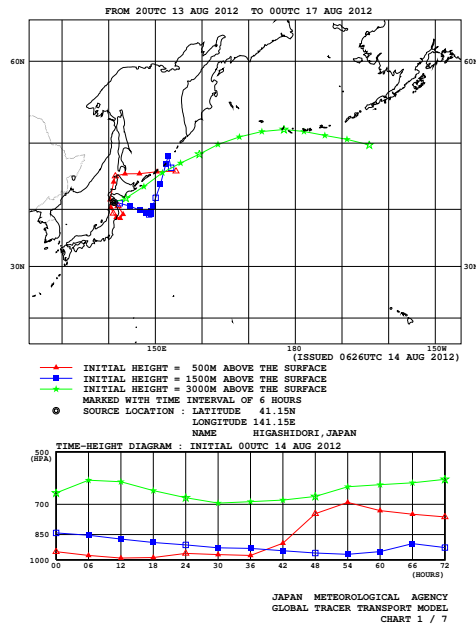 FROM 20UTC 13 AUG 2012 TO 00UTC 17 AUG 2012
60N 60N
30N 30N
150E 180 150W
(ISSUED 0626UTC 14 AUG 2012)
INITIAL HEIGHT = 500M ABOVE THE SURFACE
INITIAL HEIGHT = 1500M ABOVE THE SURFACE
INITIAL HEIGHT = 3000M ABOVE THE SURFACE
MARKED WITH TIME INTERVAL OF 6 HOURS
SOURCE LOCATION : LATITUDE 41.15N
LONGITUDE 141.15E
NAME HIGASHIDORI,JAPAN
TIME-HEIGHT DIAGRAM : INITIAL 00UTC 14 AUG 2012
500
(HPA)
700
850
1000
00 06 12 18 24 30 36 42 48 54 60 66 72
(HOURS)
JAPAN METEOROLOGICAL AGENCY
GLOBAL TRACER TRANSPORT MODEL
CHART 1 / 7